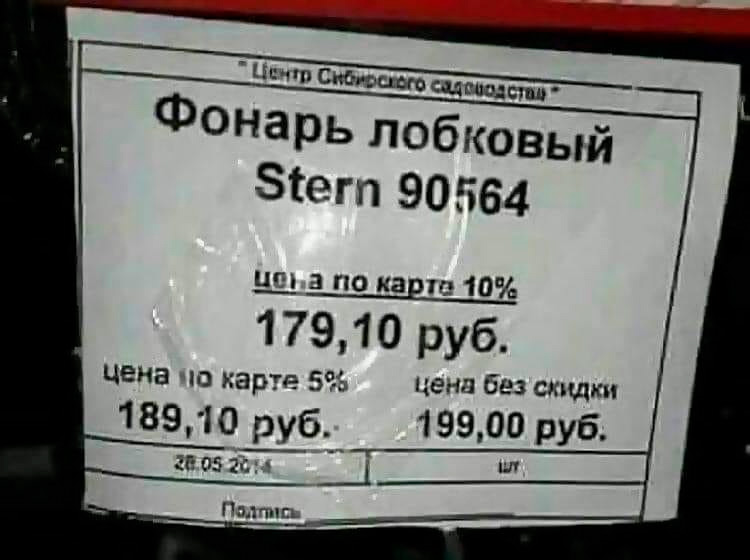 "Центр Сибирского садоводства"
Фонарь лобковый
Stern 90564
цена по карте 10%
179,10 руб.
цена по карте 5% цена без скидки
189,10 руб. 199,00 руб.
28.05.2014 шт.
Подпись